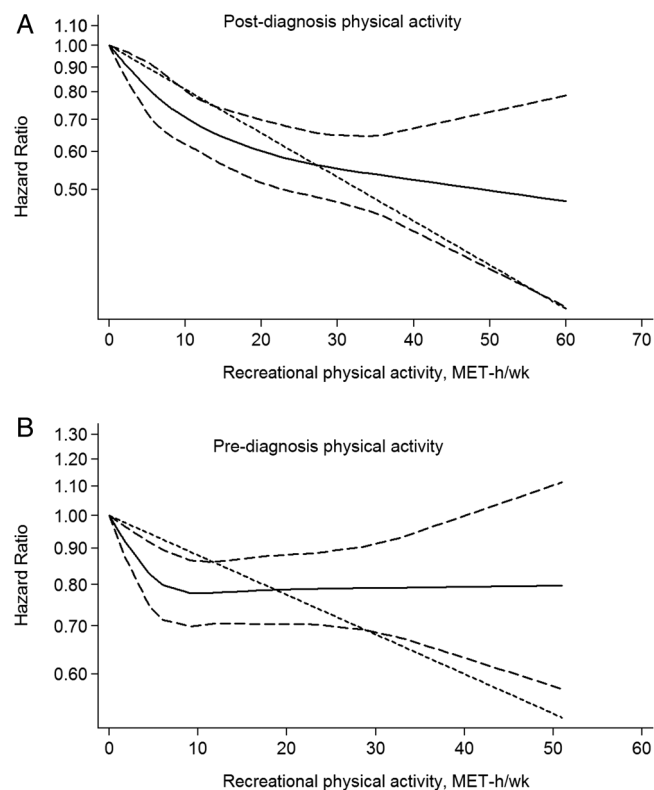 A
Post-diagnosis physical activity
1.10
1.00
0.90
0.80
0.70
0.60
0.50
Hazard Ratio
0 10 20 30 40 50 60 70
Recreational physical activity, MET-h/wk
B
Pre-diagnosis physical activity
1.30
1.20
1.10
1.00
0.90
0.80
0.70
0.60
Hazard Ratio
0 10 20 30 40 50 60
Recreational physical activity, MET-h/wk